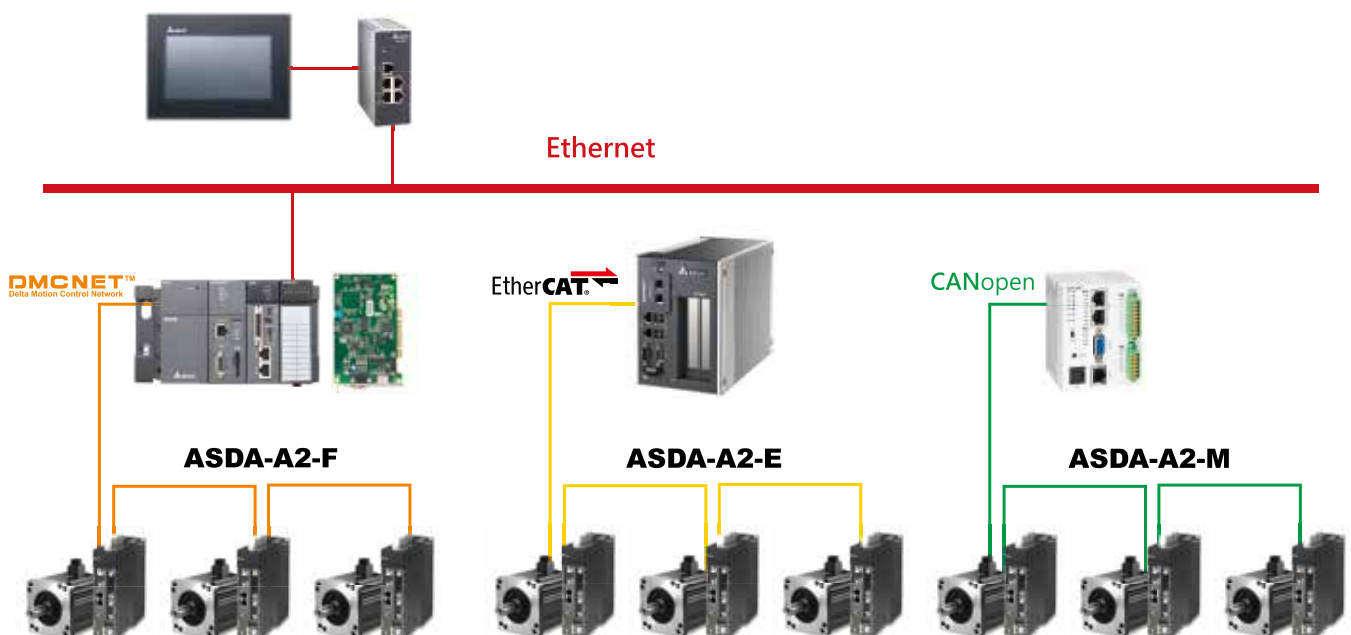 Ethernet
DMCNET™
Delta Motion Control Network
EtherCAT®
CANopen
ASDA-A2-F
ASDA-A2-E
ASDA-A2-M